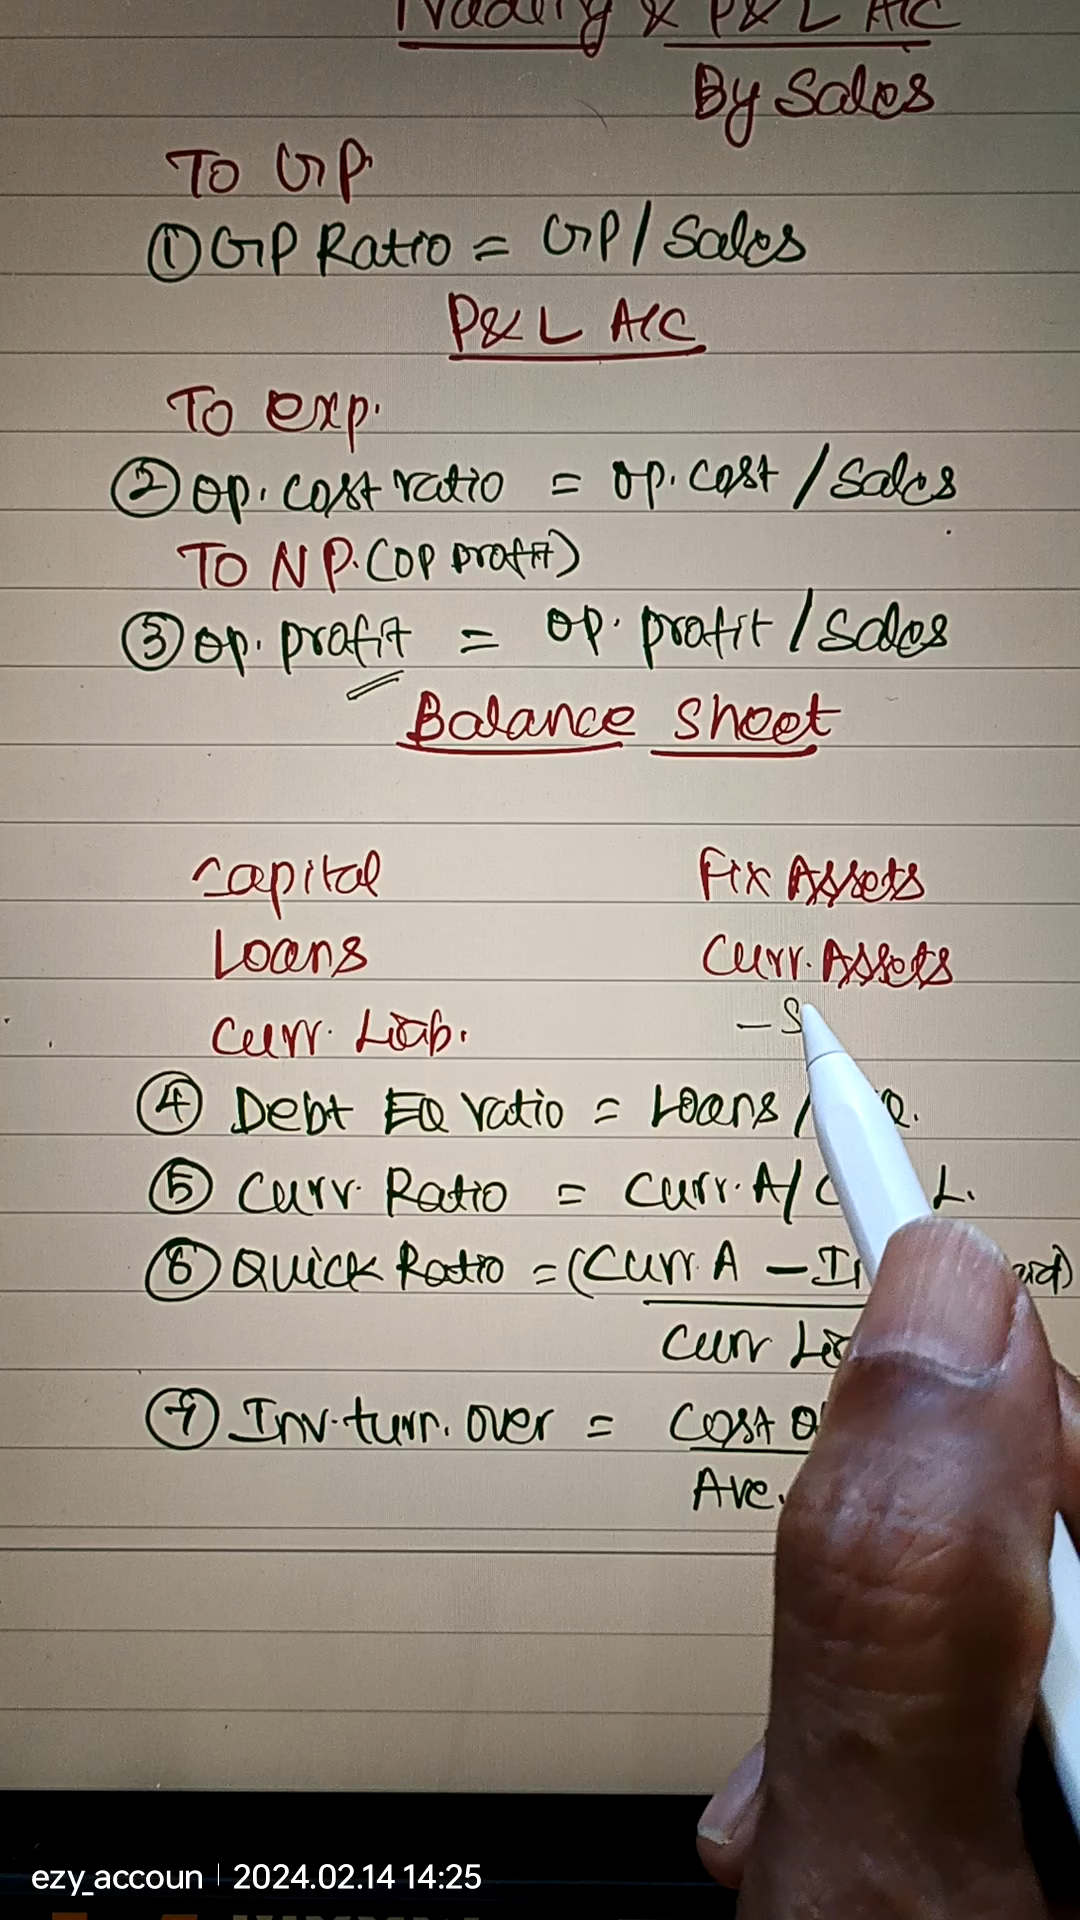 Trading & P&L A/C
By Sales
To GP.
① GP Ratio = GP/Sales
P&L A/C
To exp.
② op. cost ratio = op. cost / Sales
To NP. (op profit)
③ op. profit = op. profit / Sales
Balance Sheet
Capital Fix Assets
Loans Curr. Assets
Curr. Liab. – S
④ Debt EQ ratio = Loans /
⑤ Curr. Ratio = Curr. A/ L.
⑥ Quick Ratio = (Curr. A –
Curr
⑦ Inv. turn. over = Cost
Ave.
ezy_accoun | 2024.02.14 14:25